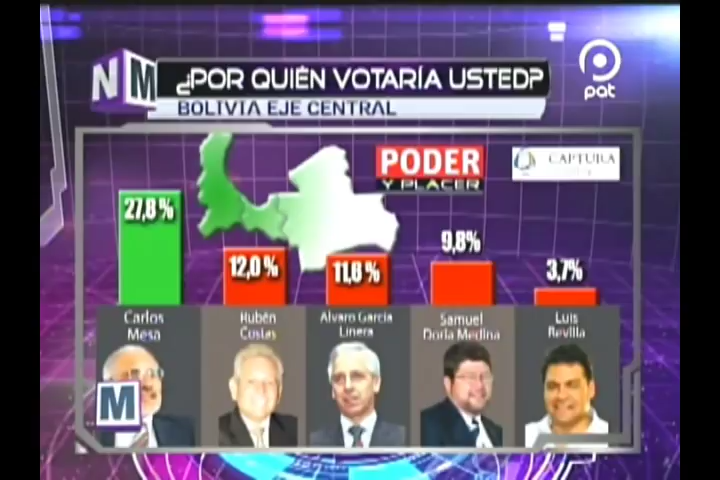 NM ¿POR QUIÉN VOTARÍA USTED?
BOLIVIA EJE CENTRAL
pat
PODER
Y PLACER
CAPTURA
27,8%
12,0%
11,8%
9,8%
3,7%
Carlos
Mesa
Rubén
Costas
Alvaro García
Linera
Samuel
Doria Medina
Luis
Revilla
M